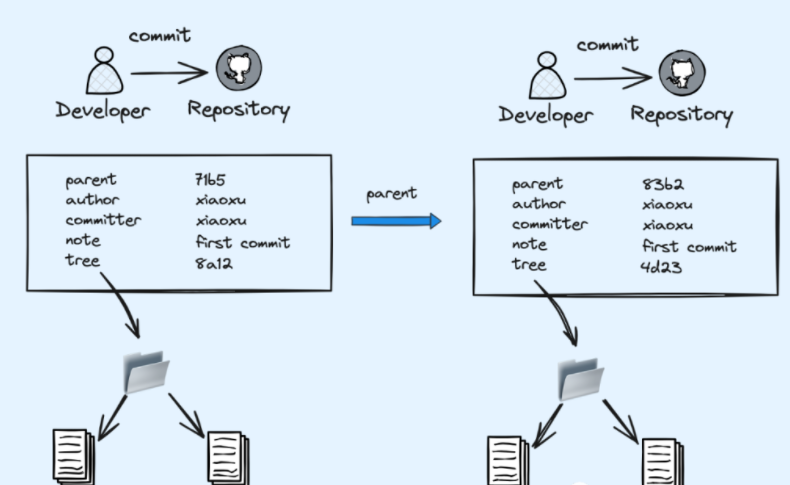 commit
Developer Repository
parent 71b5
author xiaoxu
committer xiaoxu
note first commit
tree 8a12
parent
commit
Developer Repository
parent 83b2
author xiaoxu
committer xiaoxu
note first commit
tree 4d23